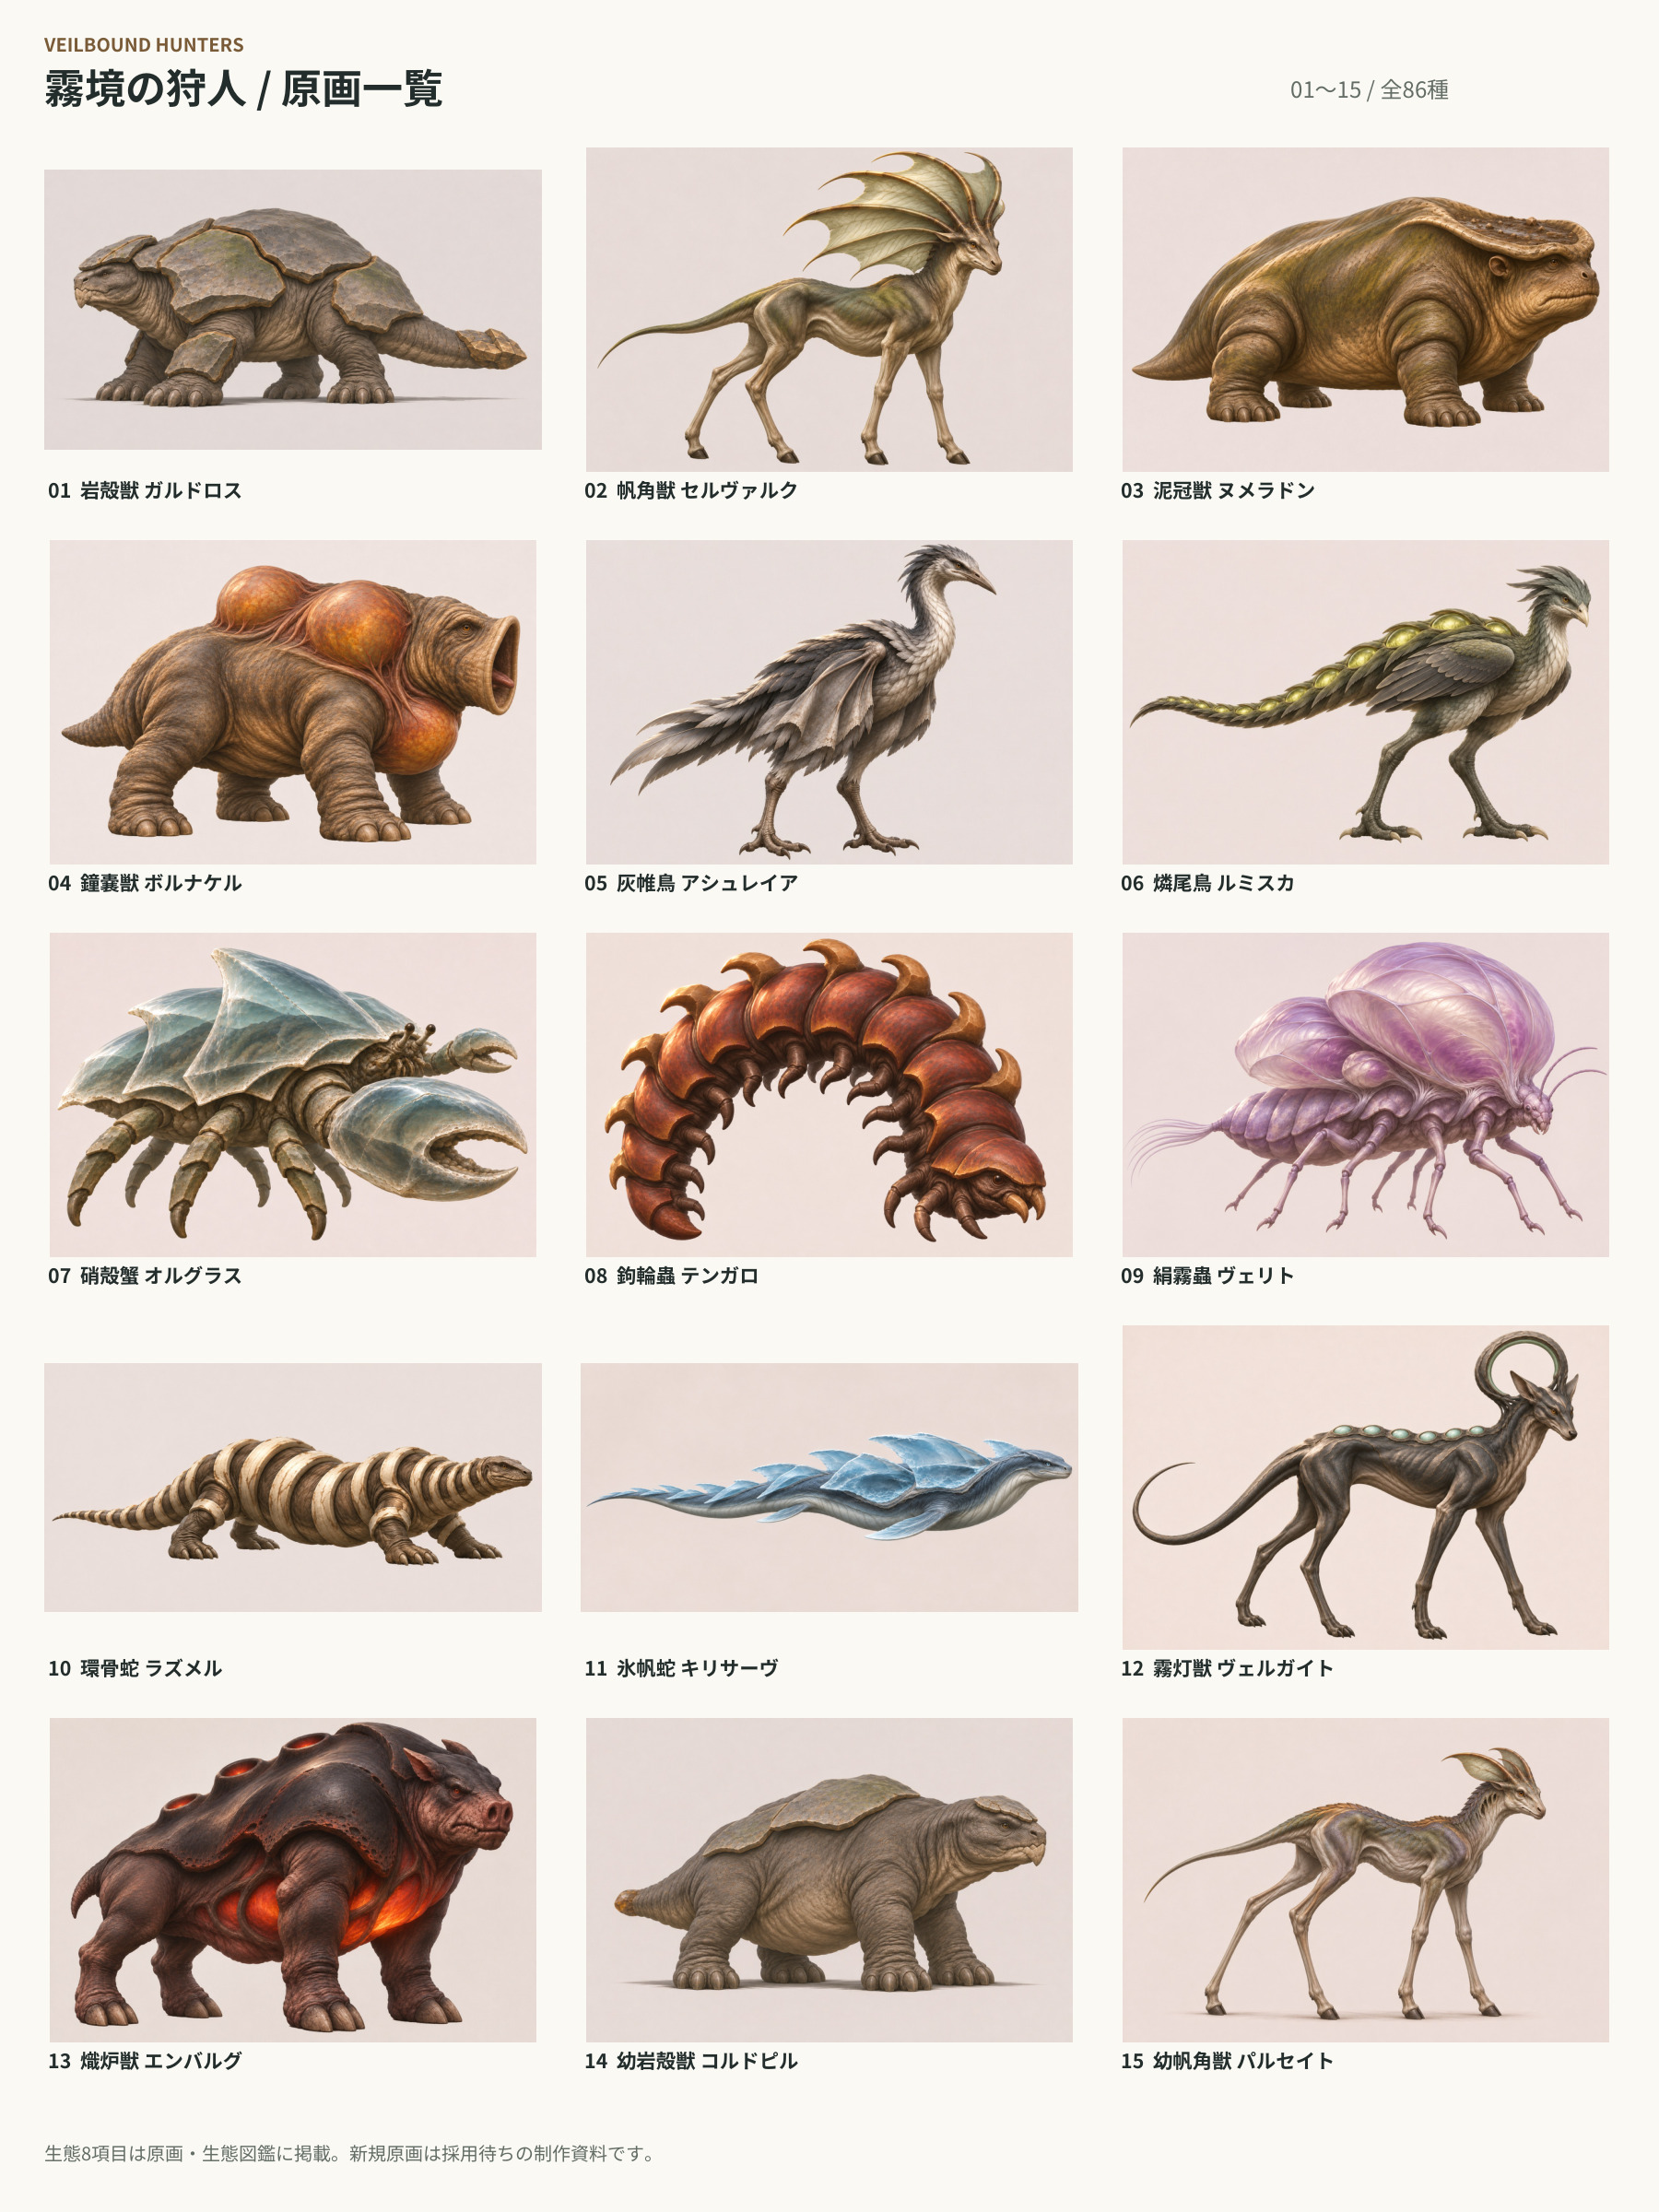 VEILBOUND HUNTERS
霧境の狩人 / 原画一覧
01〜15 / 全86種
01 岩殻獣 ガルドロス
02 帆角獣 セルヴァルク
03 泥冠獣 ヌメラドン
04 鐘嚢獣 ボルナケル
05 灰帷鳥 アシュレイア
06 燐尾鳥 ルミスカ
07 硝殻蟹 オルグラス
08 鉤輪蟲 テンガロ
09 絹霧蟲 ヴェリト
10 環骨蛇 ラズメル
11 氷帆蛇 キリサーヴ
12 霧灯獣 ヴェルガイト
13 熾炉獣 エンバルグ
14 幼岩殻獣 コルドピル
15 幼帆角獣 パルセイト
生態8項目は原画・生態図鑑に掲載。新規原画は採用待ちの制作資料です。